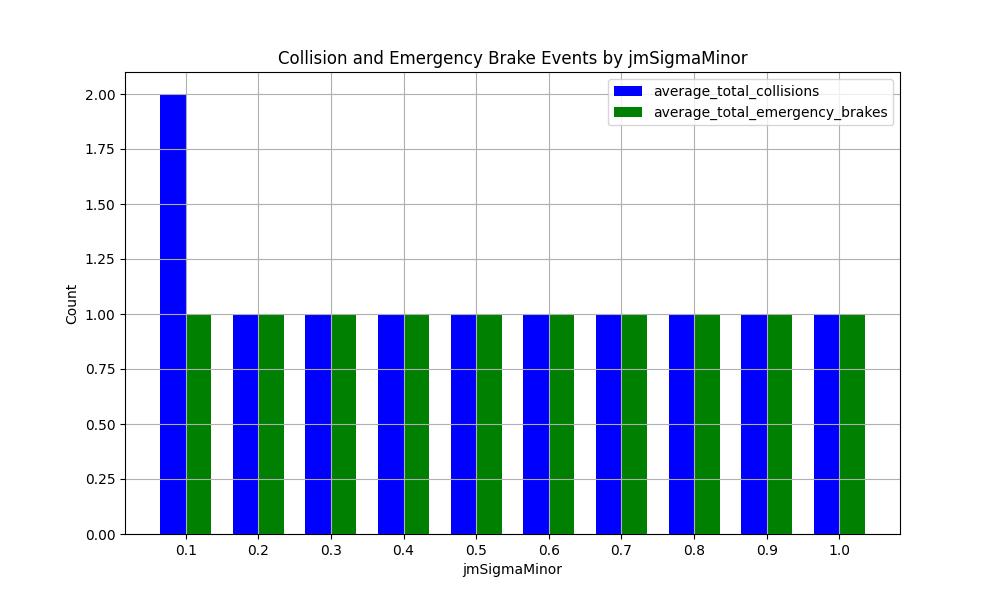 Collision and Emergency Brake Events by jmSigmaMinor
average_total_collisions
average_total_emergency_brakes
Count
2.00
1.75
1.50
1.25
1.00
0.75
0.50
0.25
0.00
0.1 0.2 0.3 0.4 0.5 0.6 0.7 0.8 0.9 1.0
jmSigmaMinor